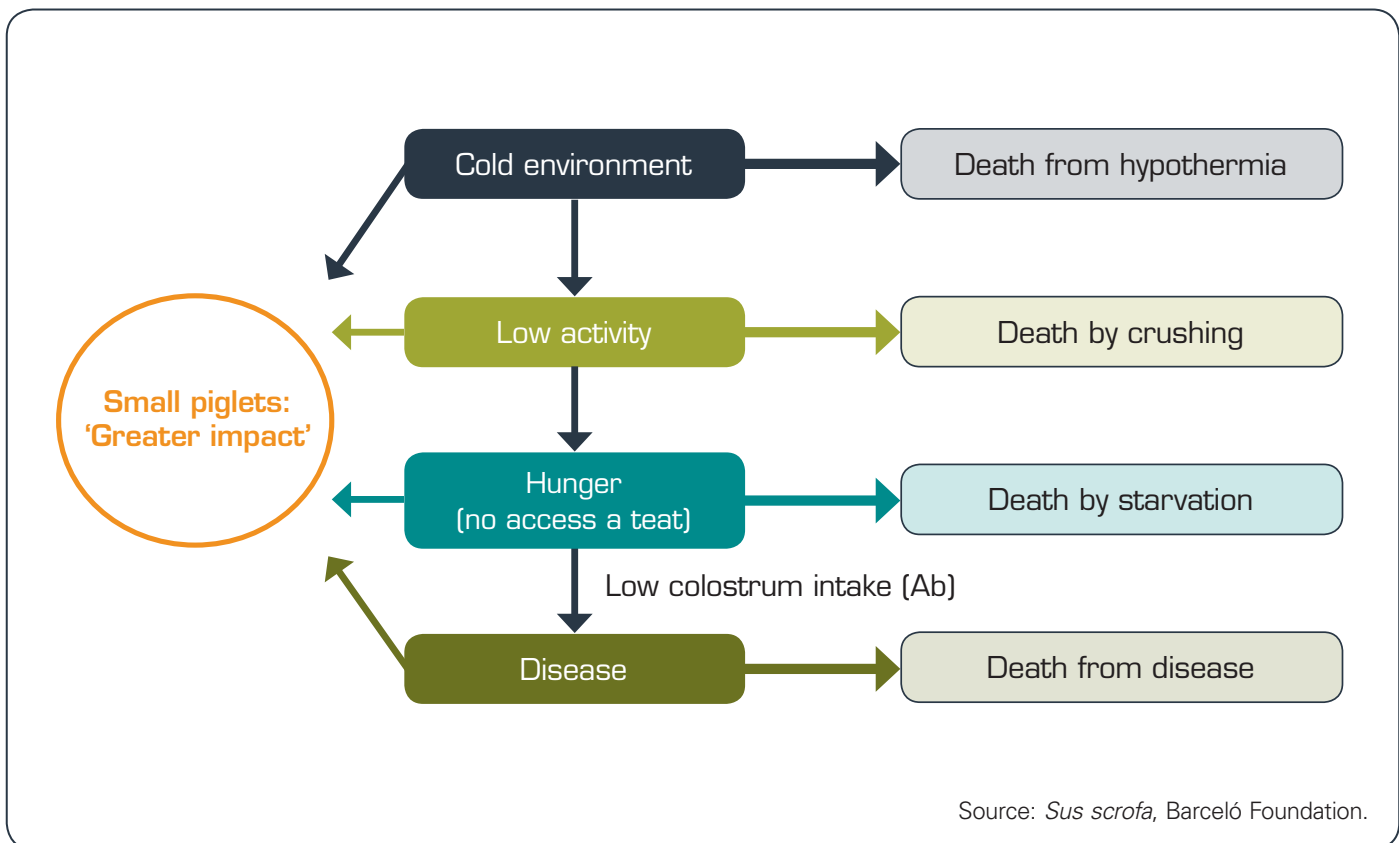 Cold environment
Death from hypothermia
Low activity
Death by crushing
Small piglets:
‘Greater impact’
Hunger
(no access a teat)
Death by starvation
Low colostrum intake (Ab)
Disease
Death from disease
Source: Sus scrofa, Barceló Foundation.